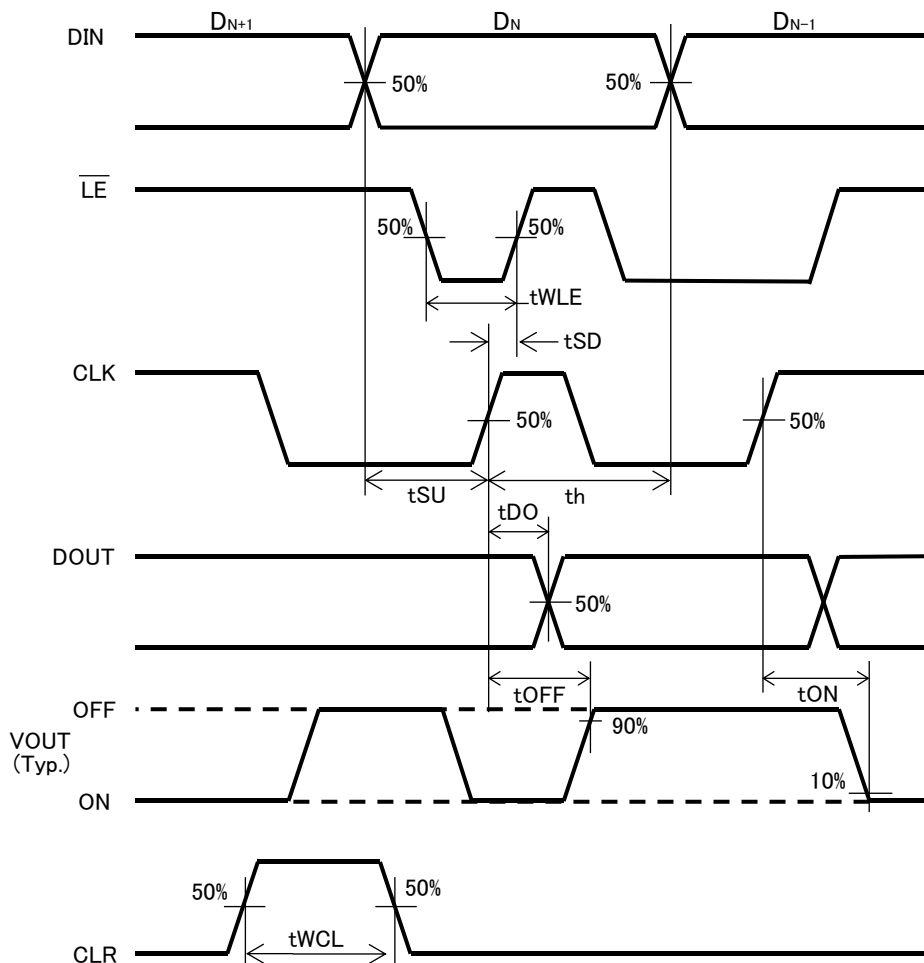 DN+1 DN DN-1
DIN
50% 50%
LE
50% 50%
tWLE
tSD
CLK
50% 50%
tSU th
tDO
DOUT
50%
tOFF tON
OFF
90%
VOUT
(Typ.)
10%
ON
50% 50%
tWCL
CLR